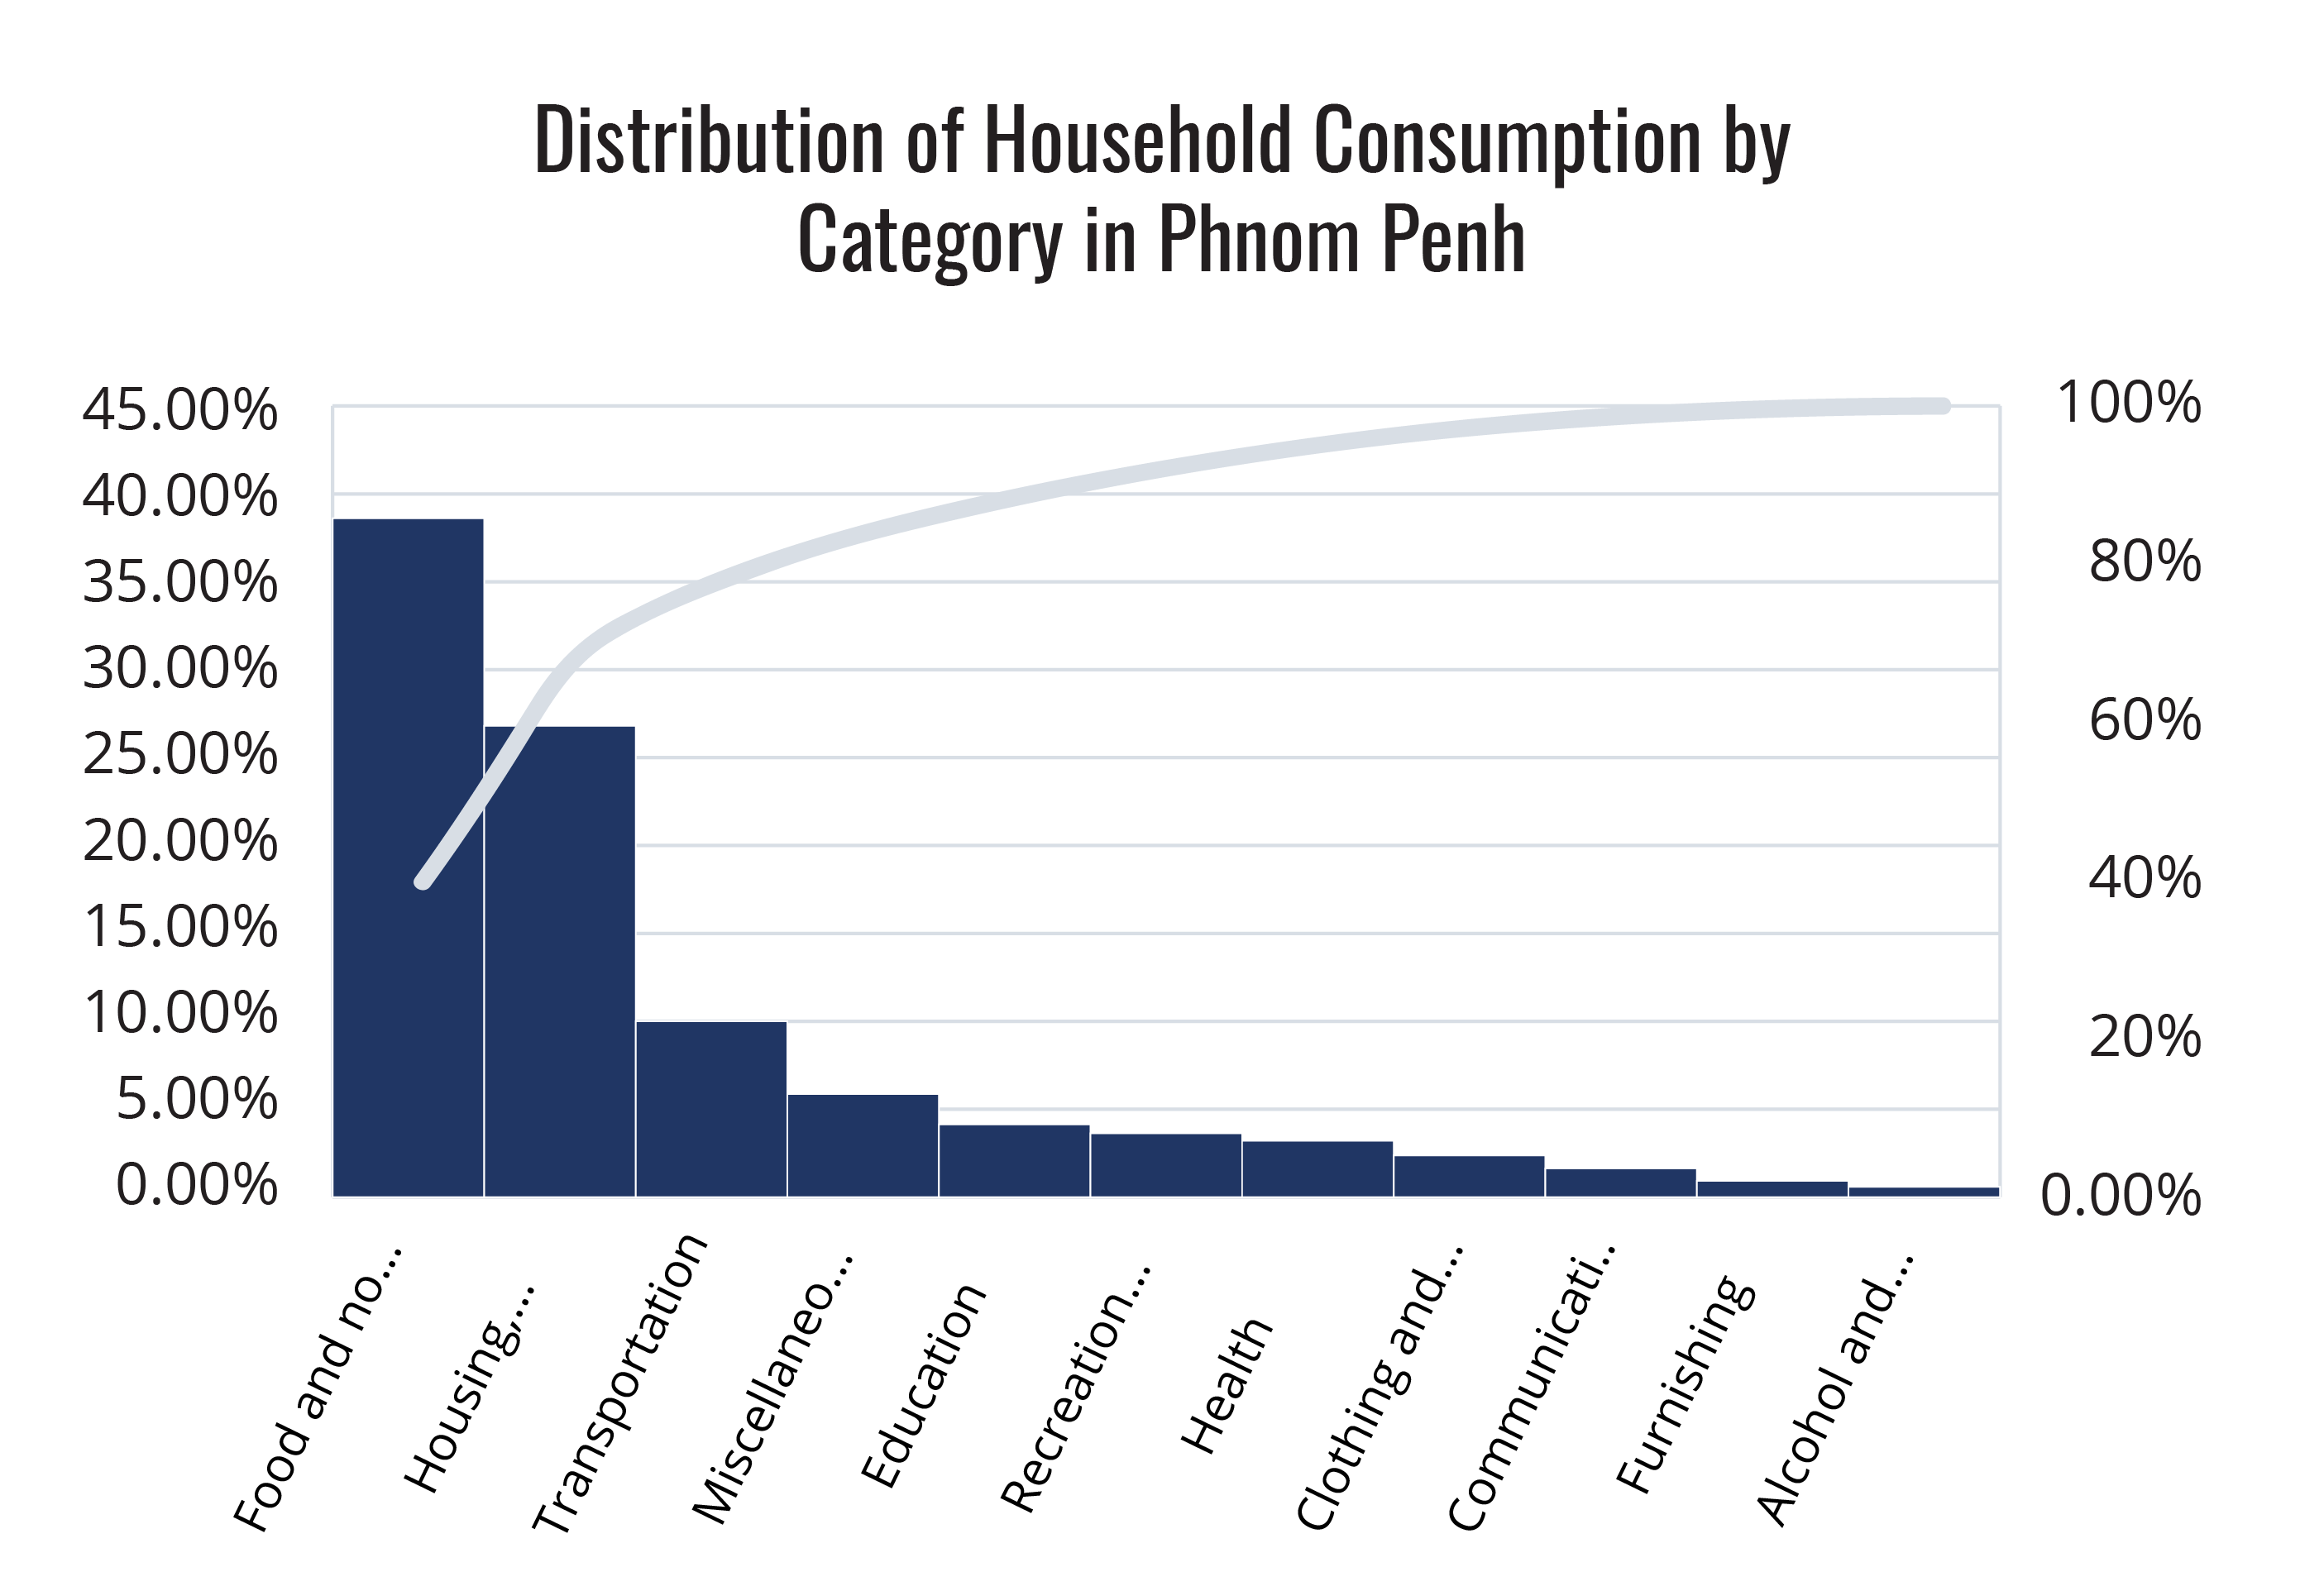 Distribution of Household Consumption by
Category in Phnom Penh
45.00%
40.00%
35.00%
30.00%
25.00%
20.00%
15.00%
10.00%
5.00%
0.00%
100%
80%
60%
40%
20%
0.00%
Food and no...
Housing,...
Transportation
Miscellaneo...
Education
Recreation...
Health
Clothing and...
Communicati..
Furnishing
Alcohol and...